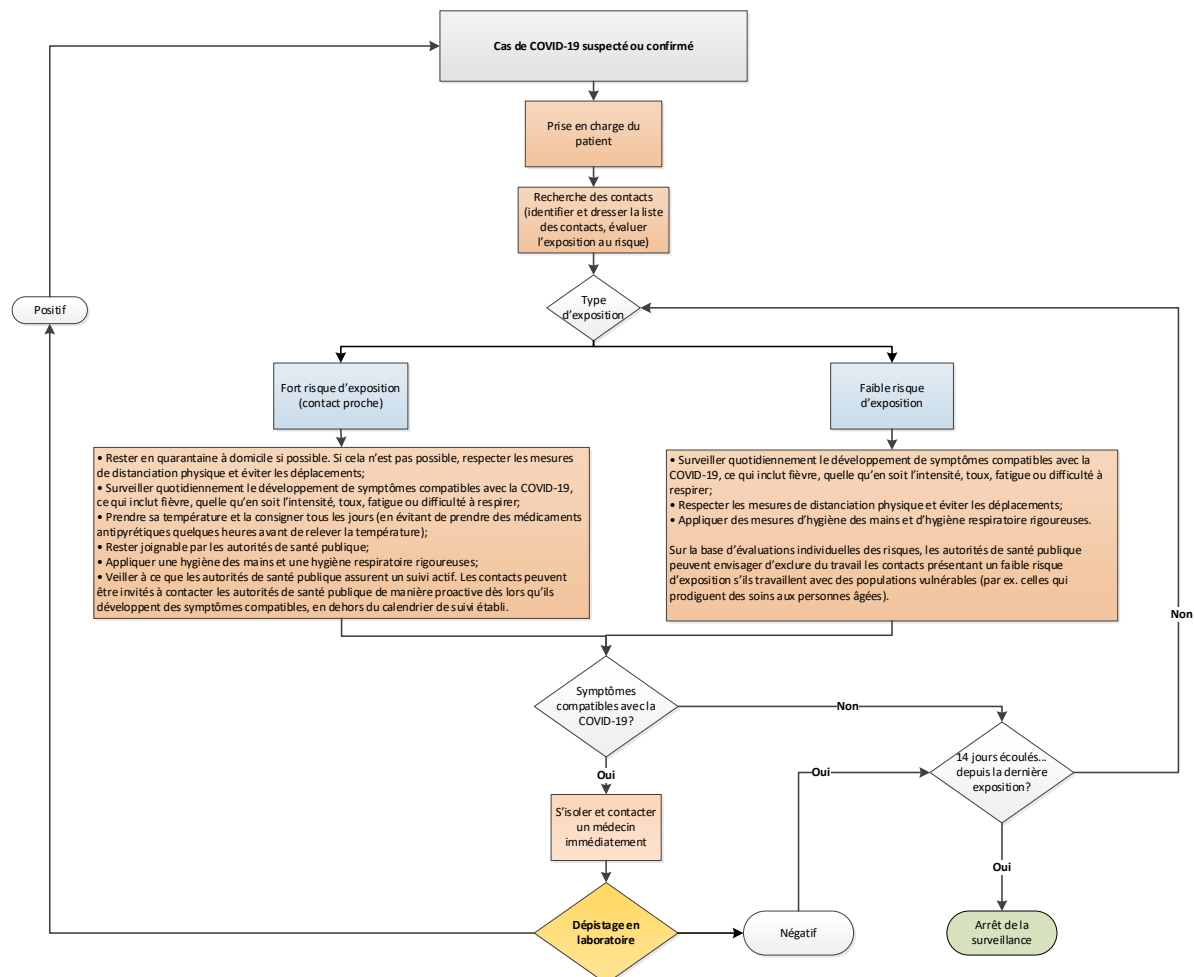 Cas de COVID-19 suspecté ou confirmé
Prise en charge du
patient
Recherche des contacts
(identifier et dresser la liste
des contacts, évaluer
l'exposition au risque)
Positif
Type
d'exposition
Fort risque d'exposition
(contact proche)
Faible risque
d'exposition
• Rester en quarantaine à domicile si possible. Si cela n'est pas possible, respecter les mesures
de distanciation physique et éviter les déplacements;
• Surveiller quotidiennement le développement de symptômes compatibles avec la COVID-19,
ce qui inclut fièvre, quelle qu'en soit l'intensité, toux, fatigue ou difficulté à respirer;
• Prendre sa température et la consigner tous les jours (en évitant de prendre des médicaments
antipyrétiques quelques heures avant de relever la température);
• Rester joignable par les autorités de santé publique;
• Appliquer une hygiène des mains et une hygiène respiratoire rigoureuses;
• Veiller à ce que les autorités de santé publique assurent un suivi actif. Les contacts peuvent
être invités à contacter les autorités de santé publique de manière proactive dès lors qu'ils
développent des symptômes compatibles, en dehors du calendrier de suivi établi.
• Surveiller quotidiennement le développement de symptômes compatibles avec la
COVID-19, ce qui inclut fièvre, quelle qu'en soit l'intensité, toux, fatigue ou difficulté à
respirer;
• Respecter les mesures de distanciation physique et éviter les déplacements;
• Appliquer des mesures d'hygiène des mains et d'hygiène respiratoire rigoureuses.
Sur la base d'évaluations individuelles des risques, les autorités de santé publique
peuvent envisager d'exclure du travail les contacts présentant un faible risque
d'exposition s'ils travaillent avec des populations vulnérables (par ex. celles qui
prodiguent des soins aux personnes âgées).
Non
Symptômes
compatibles avec la
COVID-19?
Non
Oui
14 jours écoulés...
depuis la dernière
exposition?
Oui
S'isoler et contacter
un médecin
immédiatement
Oui
Dépistage en
laboratoire
Négatif
Arrêt de la
surveillance